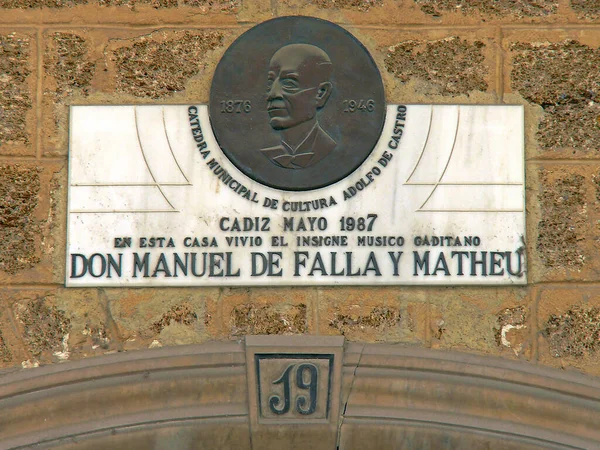 1876 1946
CATEDRA MUNICIPAL DE CULTURA ADOLFO DE CASTRO
CADIZ MAYO 1987
EN ESTA CASA VIVIO EL INSIGNE MUSICO GADITANO
DON MANUEL DE FALLA Y MATHEU
19